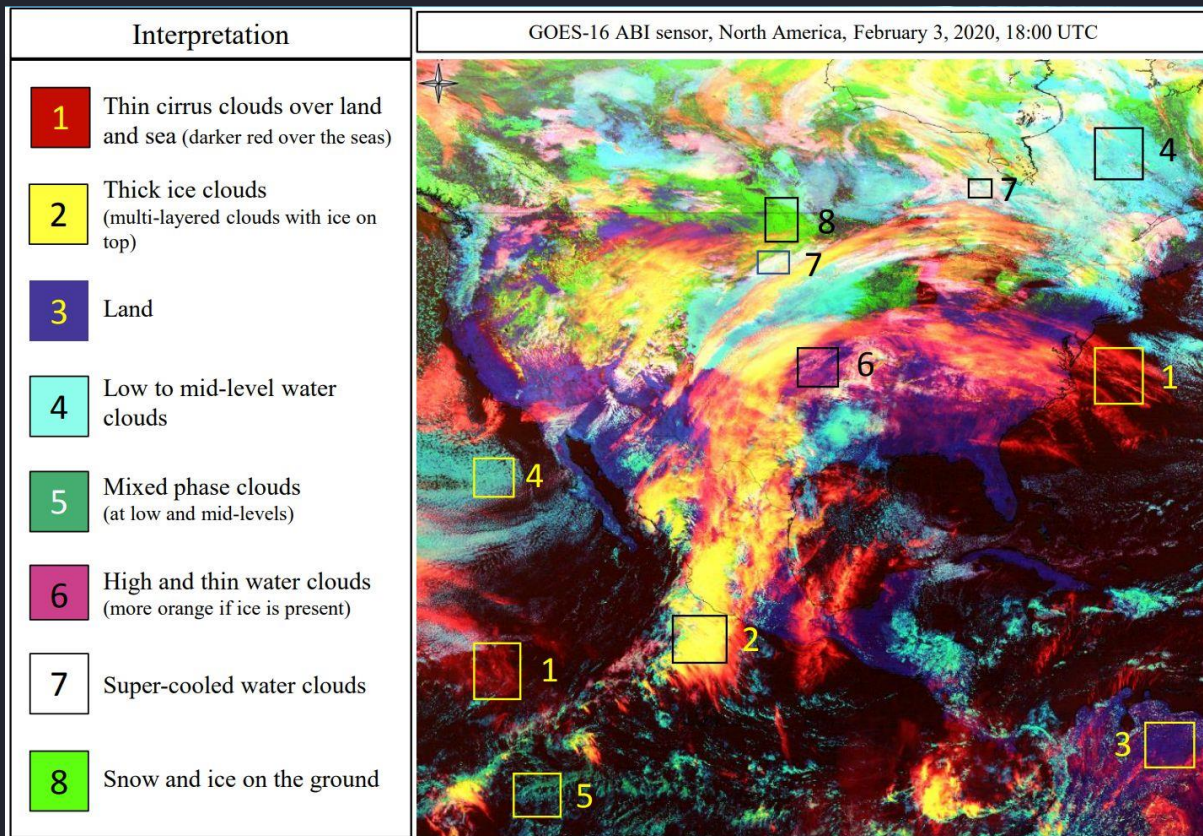 Interpretation
GOES-16 ABI sensor, North America, February 3, 2020, 18:00 UTC
1
Thin cirrus clouds over land
and sea (darker red over the seas)
2
Thick ice clouds
(multi-layered clouds with ice on
top)
3
Land
4
Low to mid-level water
clouds
5
Mixed phase clouds
(at low and mid-levels)
6
High and thin water clouds
(more orange if ice is present)
7
Super-cooled water clouds
8
Snow and ice on the ground
4
7
8
7
6
1
4
2
1
3
5